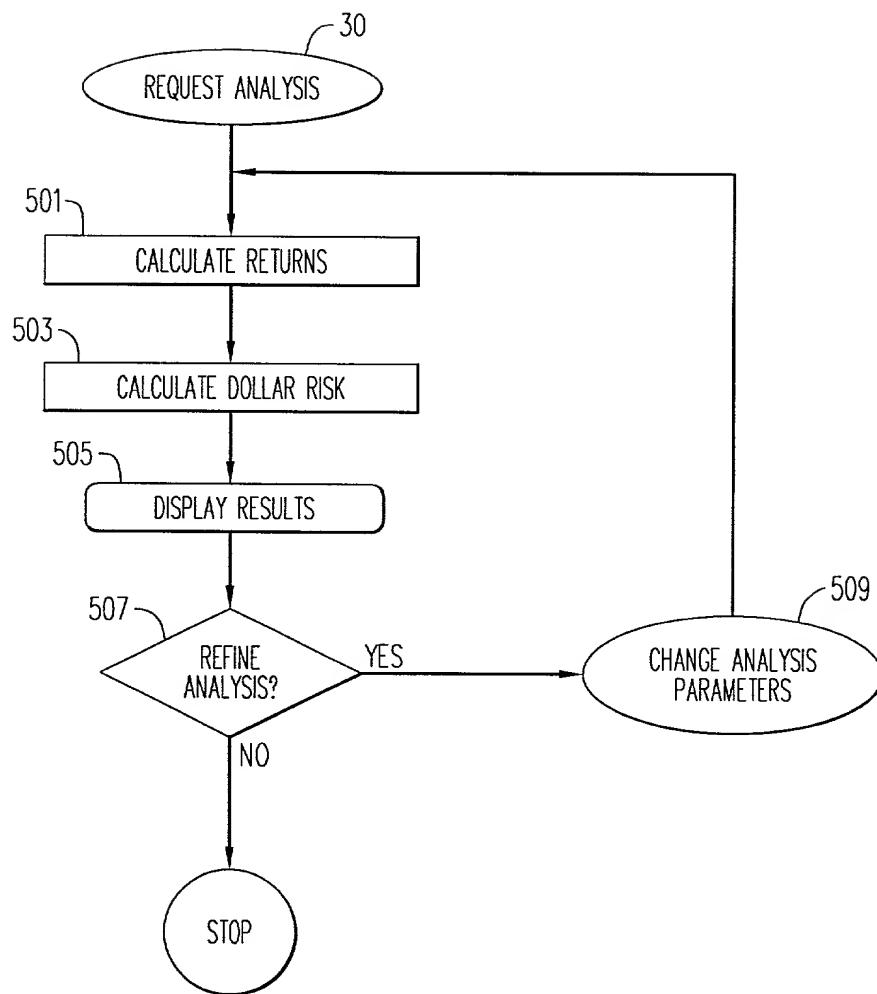 30
REQUEST ANALYSIS
501
CALCULATE RETURNS
503
CALCULATE DOLLAR RISK
505
DISPLAY RESULTS
507
REFINE
ANALYSIS?
YES
509
CHANGE ANALYSIS
PARAMETERS
NO
STOP